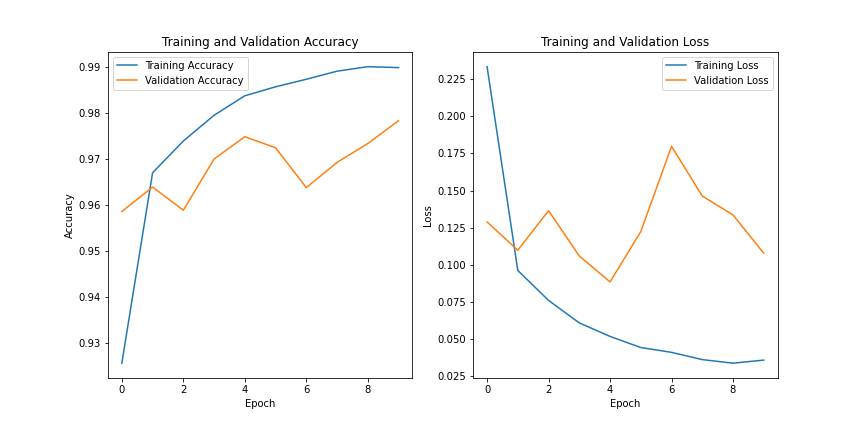 Training and Validation Accuracy
Training Accuracy
Validation Accuracy
0.99
0.98
0.97
0.96
0.95
0.94
0.93
Accuracy
0
2
4
6
8
Epoch
Training and Validation Loss
Training Loss
Validation Loss
0.225
0.200
0.175
0.150
0.125
0.100
0.075
0.050
0.025
Loss
0
2
4
6
8
Epoch